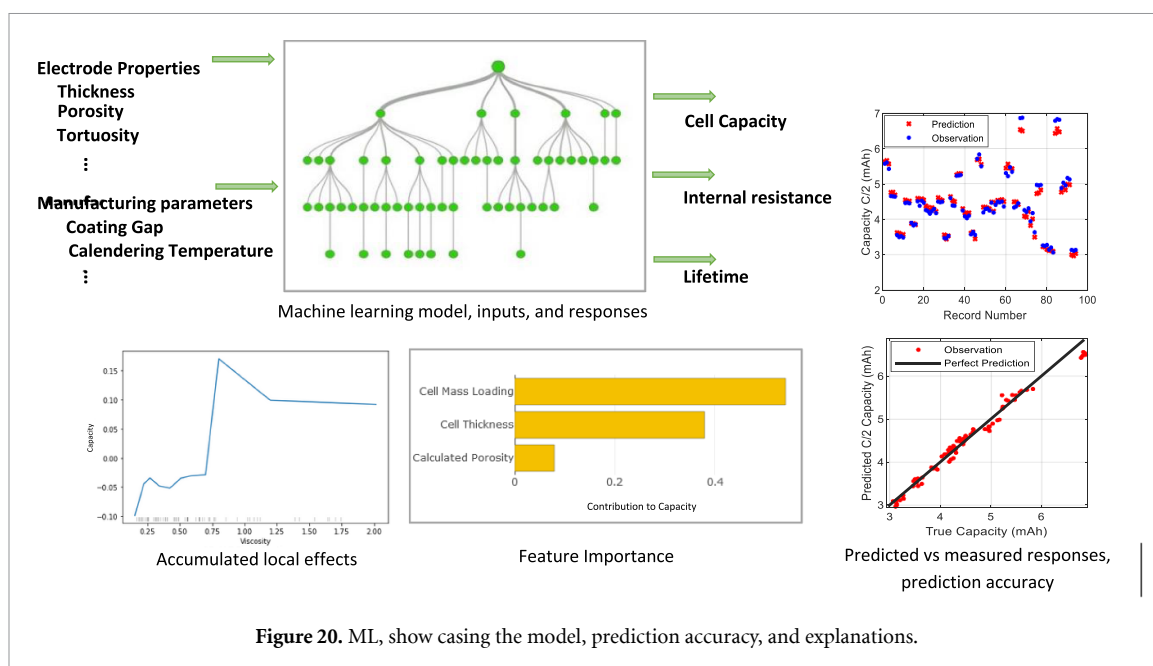 Electrode Properties
Thickness
Porosity
Tortuosity
⋮
Manufacturing parameters
Coating Gap
Calendering Temperature
⋮
Cell Capacity
Internal resistance
Lifetime
Machine learning model, inputs, and responses
7
6
5
4
3
2
Capacity C/2 (mAh)
Prediction
Observation
0 20 40 60 80 100
Record Number
0.15
0.10
0.05
0.00
−0.05
−0.10
Capacity
0.25 0.50 0.75 1.00 1.25 1.50 1.75 2.00
Viscosity
Accumulated local effects
Cell Mass Loading
Cell Thickness
Calculated Porosity
0 0.2 0.4
Contribution to Capacity
Feature Importance
Observation
Perfect Prediction
6
5
4
3
Predicted C/2 Capacity (mAh)
3 4 5 6
True Capacity (mAh)
Predicted vs measured responses,
prediction accuracy
Figure 20. ML, show casing the model, prediction accuracy, and explanations.